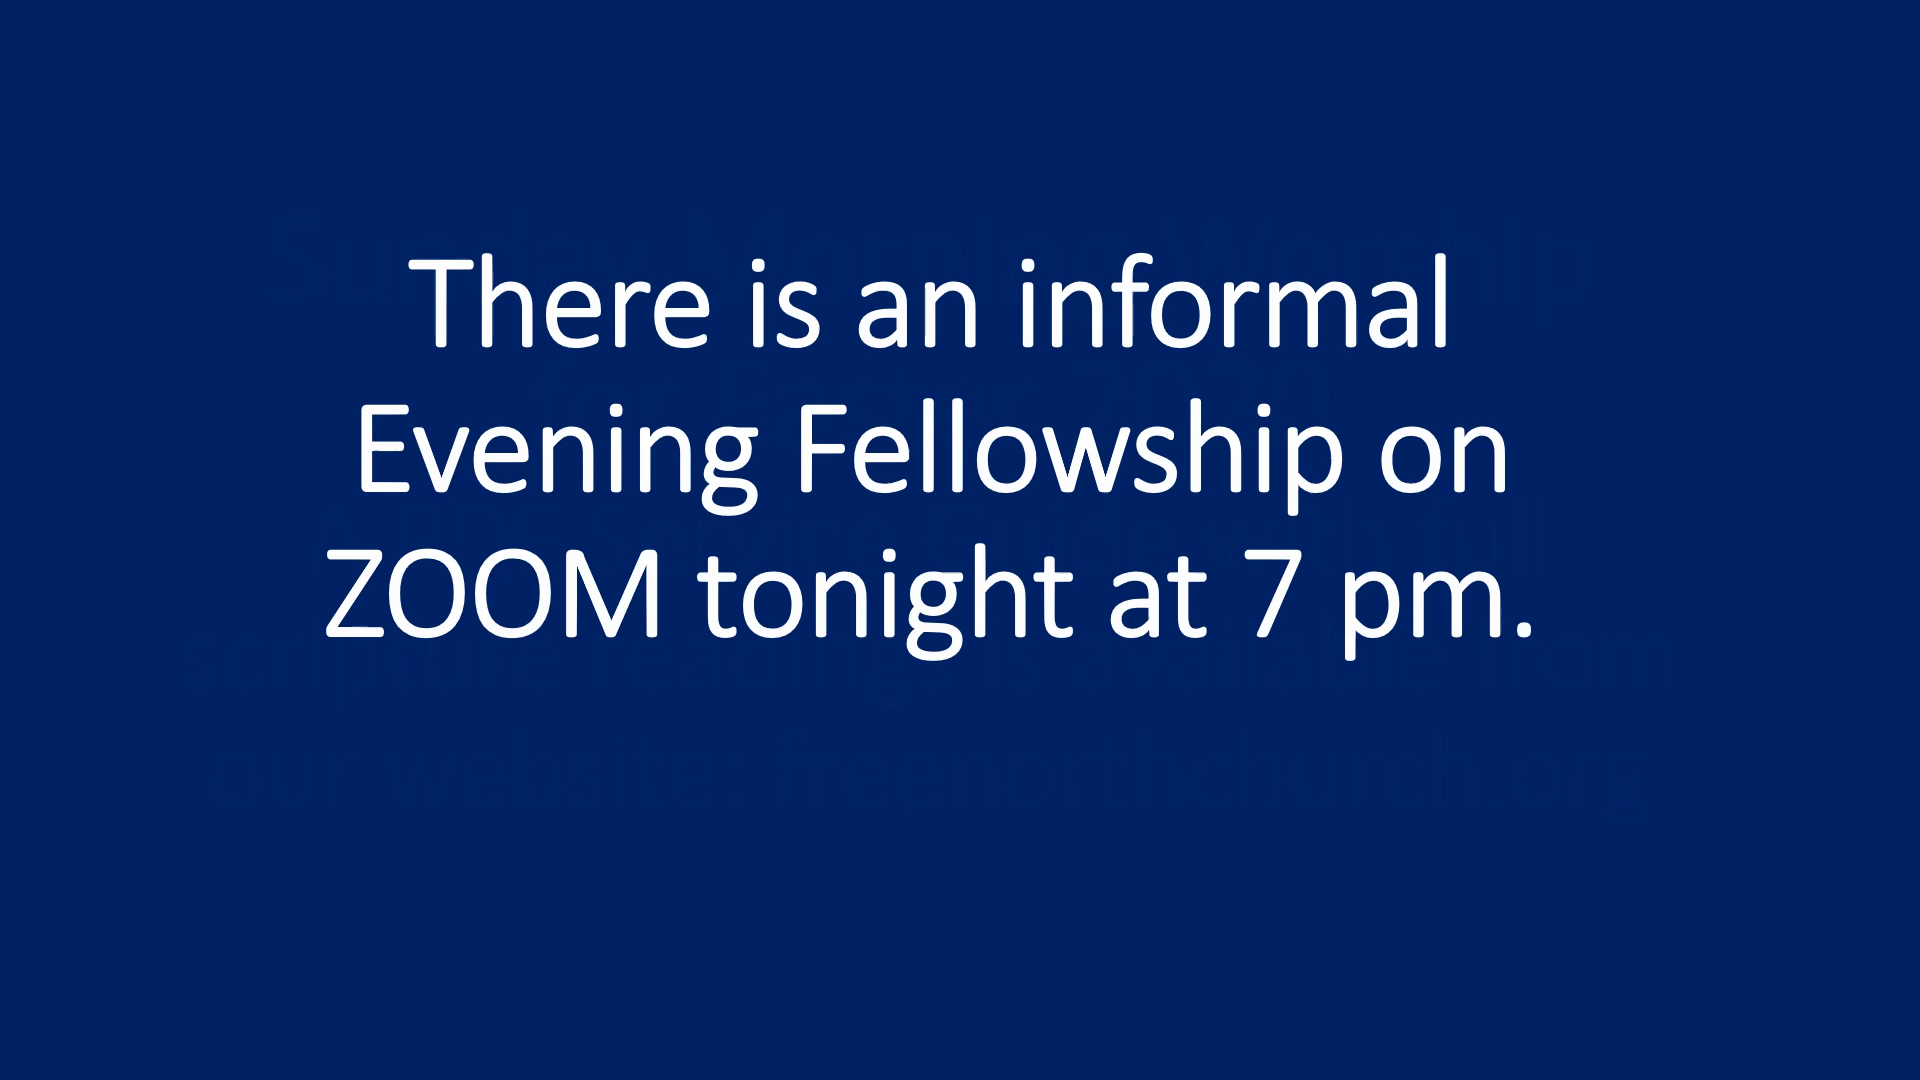 There is an informal
Evening Fellowship on
ZOOM tonight at 7 pm.